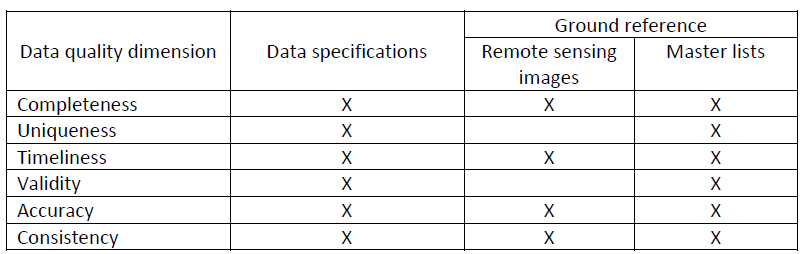 Ground reference
Data quality dimension Data specifications Remote sensing images Master lists
Completeness X X X
Uniqueness X X
Timeliness X X X
Validity X X
Accuracy X X X
Consistency X X X